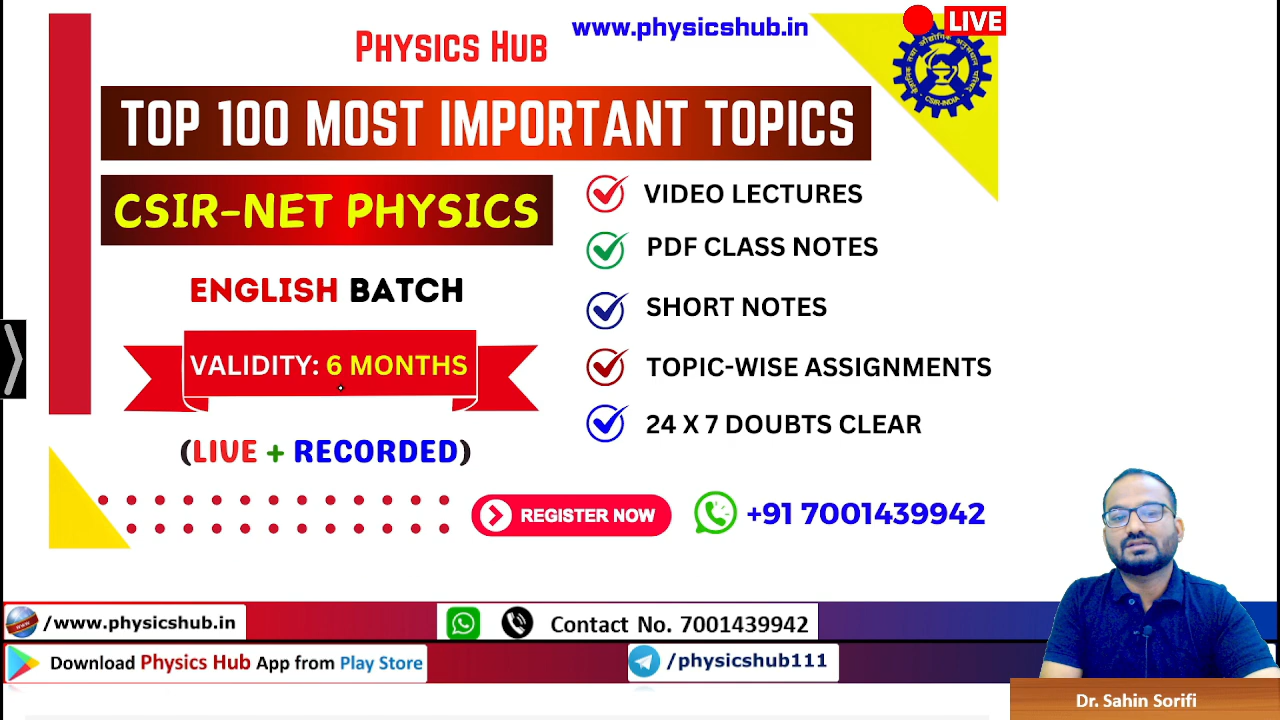 www.physicshub.in
LIVE
PHYSICS HUB
CSIR-INDIA
TOP 100 MOST IMPORTANT TOPICS
CSIR-NET PHYSICS
VIDEO LECTURES
PDF CLASS NOTES
ENGLISH BATCH
SHORT NOTES
VALIDITY: 6 MONTHS
TOPIC-WISE ASSIGNMENTS
24 X 7 DOUBTS CLEAR
(LIVE + RECORDED)
REGISTER NOW
+91 7001439942
/www.physicshub.in
Contact No. 7001439942
Download Physics Hub App from Play Store
/physicshub111
Dr. Sahin Sorifi